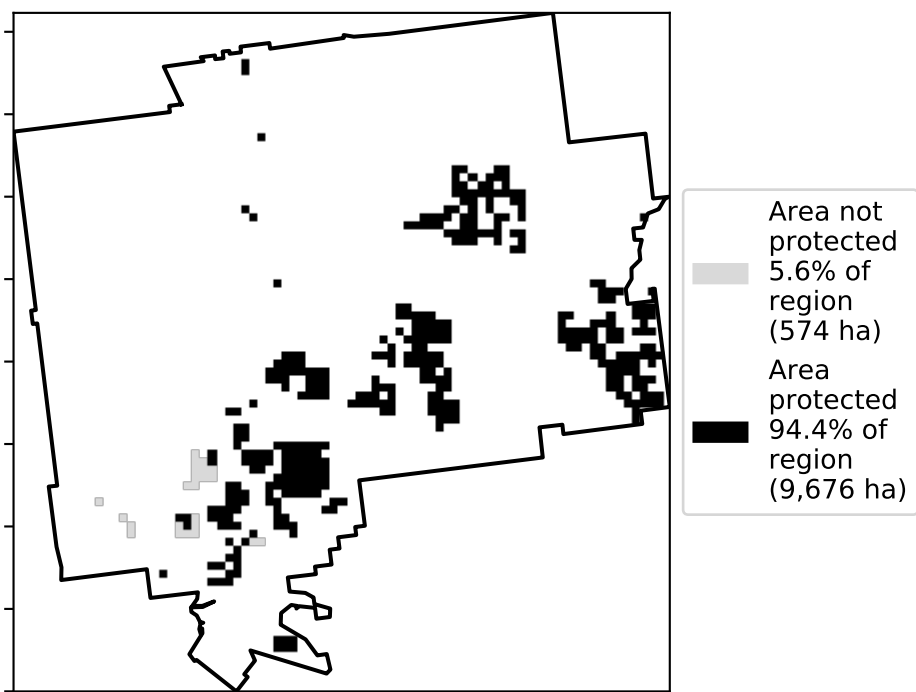 Area not
protected
5.6% of
region
(574 ha)
Area
protected
94.4% of
region
(9,676 ha)